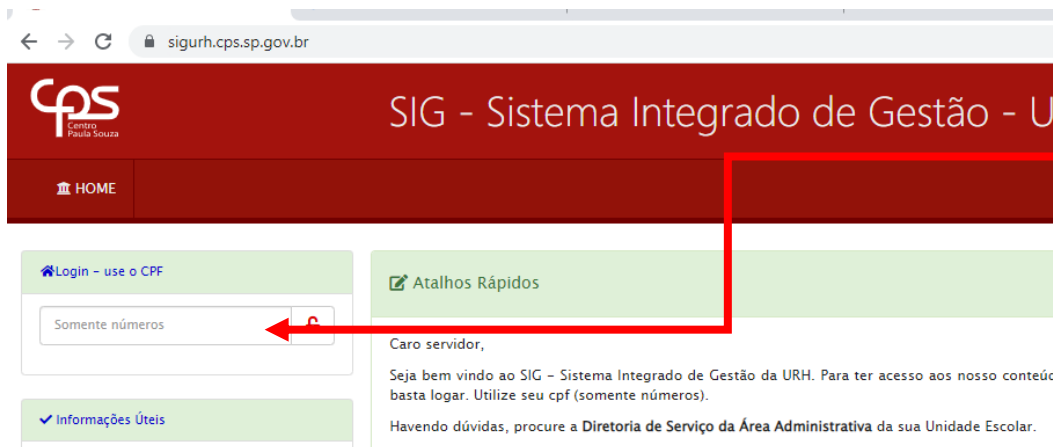 sigurh.cps.sp.gov.br
cps
Centro
Paula Souza
SIG - Sistema Integrado de Gestão - U
HOME
Login - use o CPF
Somente números
Informações Úteis
Atalhos Rápidos
Caro servidor,
Seja bem vindo ao SIG - Sistema Integrado de Gestão da URH. Para ter acesso aos nosso conteúd
basta logar. Utilize seu cpf (somente números).
Havendo dúvidas, procure a Diretoria de Serviço da Área Administrativa da sua Unidade Escolar.